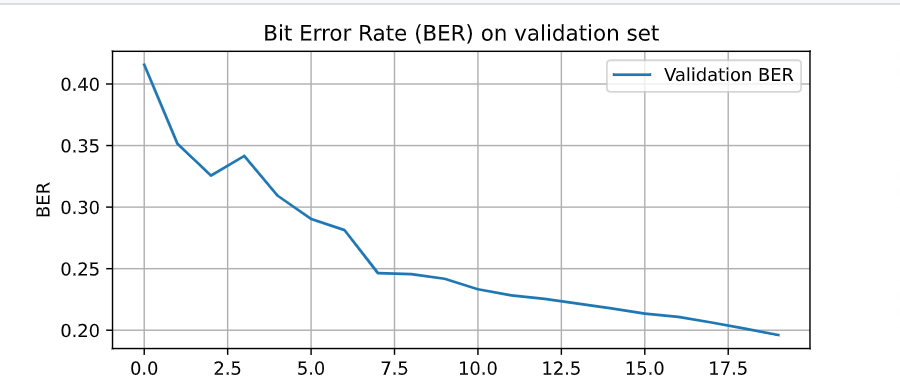 Bit Error Rate (BER) on validation set
Validation BER
BER
0.40
0.35
0.30
0.25
0.20
0.0 2.5 5.0 7.5 10.0 12.5 15.0 17.5